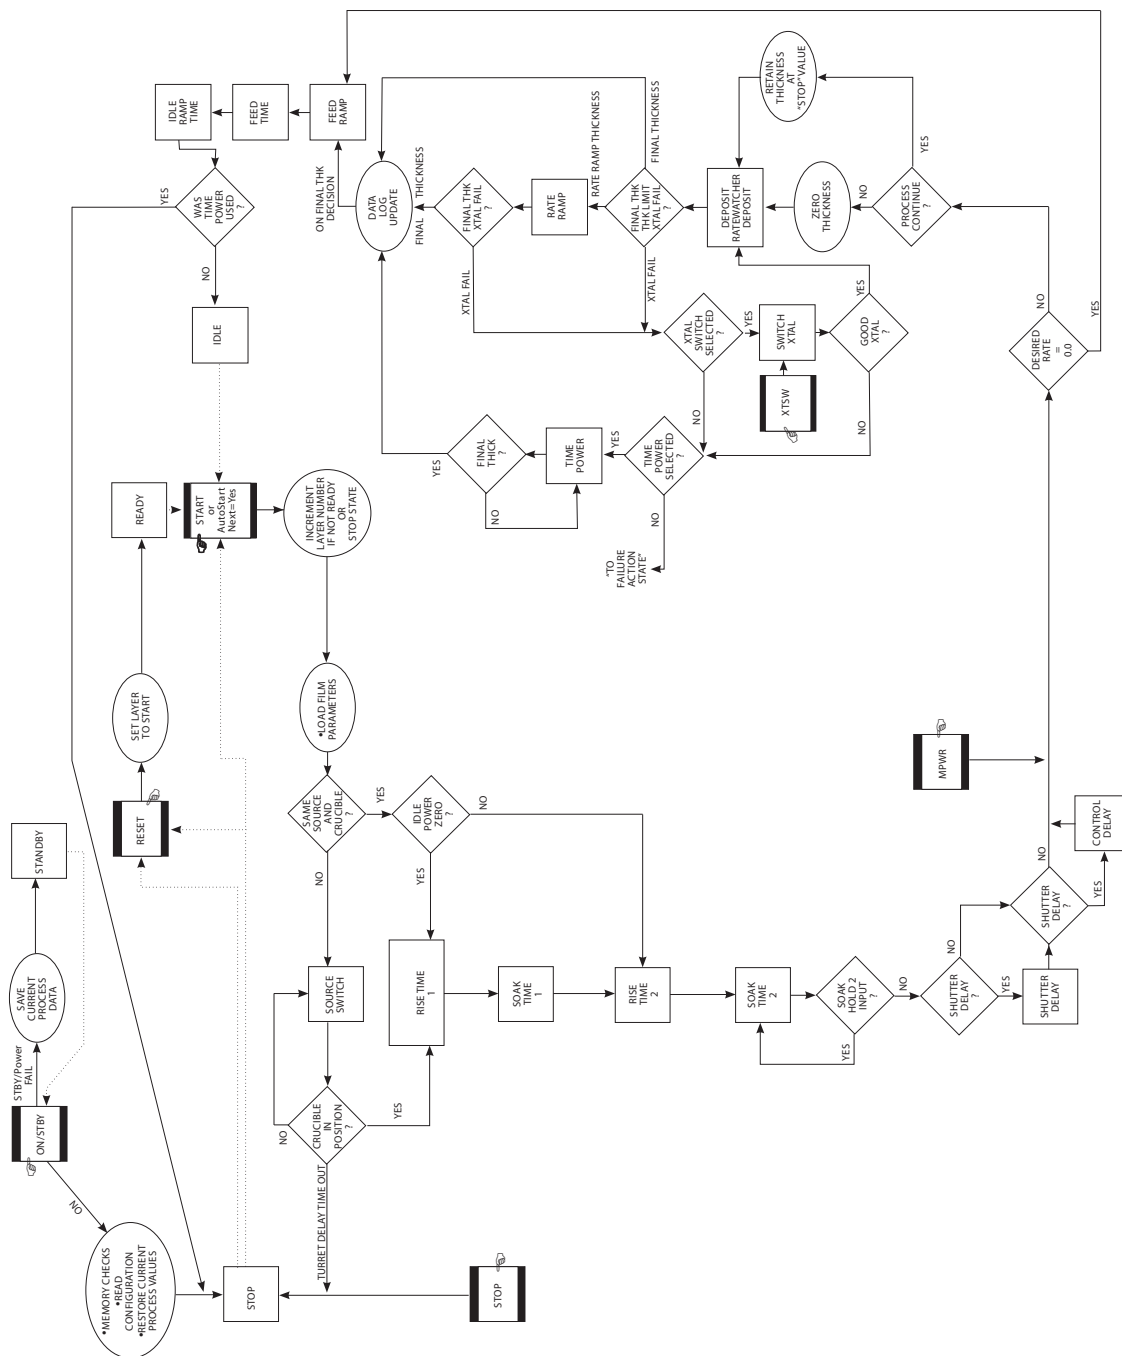 STBY/Power
FAIL
ON/STBY
NO
SAVE
CURRENT
PROCESS
DATA
STANDBY
•MEMORY CHECKS
•READ
CONFIGURATION
•RESTORE CURRENT
PROCESS VALUES
STOP
RESET
SET LAYER
TO START
READY
START
or
AutoStart
Next=Yes
IDLE
NO
WAS
TIME
POWER
USED
?
YES
IDLE
RAMP
TIME
FEED
TIME
FEED
RAMP
TURRET DELAY TIME OUT
STOP
NO
CRUCIBLE
IN
POSITION
?
YES
SOURCE
SWITCH
NO
SAME
SOURCE
AND
CRUCIBLE
?
YES
•LOAD FILM
PARAMETERS
INCREMENT
LAYER NUMBER
IF NOT READY
OR
STOP STATE
IDLE
POWER
ZERO
?
YES
NO
RISE TIME
1
SOAK
TIME
1
RISE
TIME
2
SOAK
TIME
2
SOAK
HOLD 2
INPUT
?
YES
NO
SHUTTER
DELAY
?
NO
YES
SHUTTER DELAY
SHUTTER
DELAY
?
NO
YES
CONTROL
DELAY
MPWR
DESIRED
RATE
=
0.0
NO
YES
PROCESS
CONTINUE
?
NO
YES
ZERO
THICKNESS
RETAIN
THICKNESS
AT
"STOP" VALUE
DEPOSIT
RATEWATCHER
DEPOSIT
FINAL THK
THK LIMIT
XTAL FAIL
?
XTAL FAIL
FINAL THICKNESS
RATE RAMP THICKNESS
RATE
RAMP
FINAL THK
XTAL FAIL
?
XTAL FAIL
FINAL THICKNESS
DATA
LOG
UPDATE
ON FINAL THK
DECISION
XTAL
SWITCH
SELECTED
?
YES
NO
SWITCH
XTAL
XTSW
GOOD
XTAL
?
YES
NO
TIME
POWER
SELECTED
?
YES
NO
"TO
FAILURE
ACTION
STATE"
TIME
POWER
FINAL
THICK
?
NO
YES